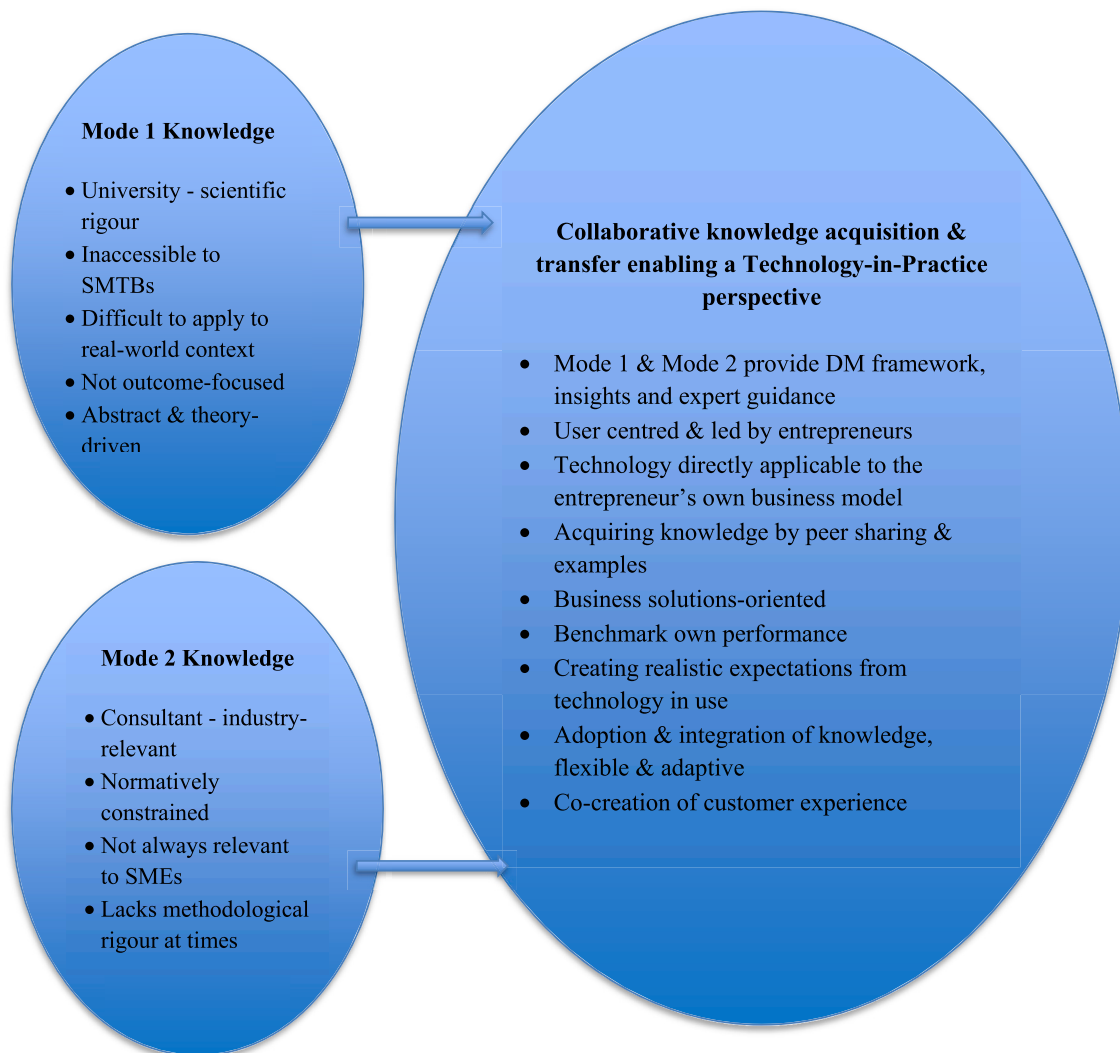 Mode 1 Knowledge
• University - scientific
rigour
• Inaccessible to
SMTBs
• Difficult to apply to
real-world context
• Not outcome-focused
• Abstract & theory-
driven
Mode 2 Knowledge
• Consultant - industry-
relevant
• Normatively
constrained
• Not always relevant
to SMEs
• Lacks methodological
rigour at times
Collaborative knowledge acquisition &
transfer enabling a Technology-in-Practice
perspective
• Mode 1 & Mode 2 provide DM framework,
insights and expert guidance
• User centred & led by entrepreneurs
• Technology directly applicable to the
entrepreneur’s own business model
• Acquiring knowledge by peer sharing &
examples
• Business solutions-oriented
• Benchmark own performance
• Creating realistic expectations from
technology in use
• Adoption & integration of knowledge,
flexible & adaptive
• Co-creation of customer experience